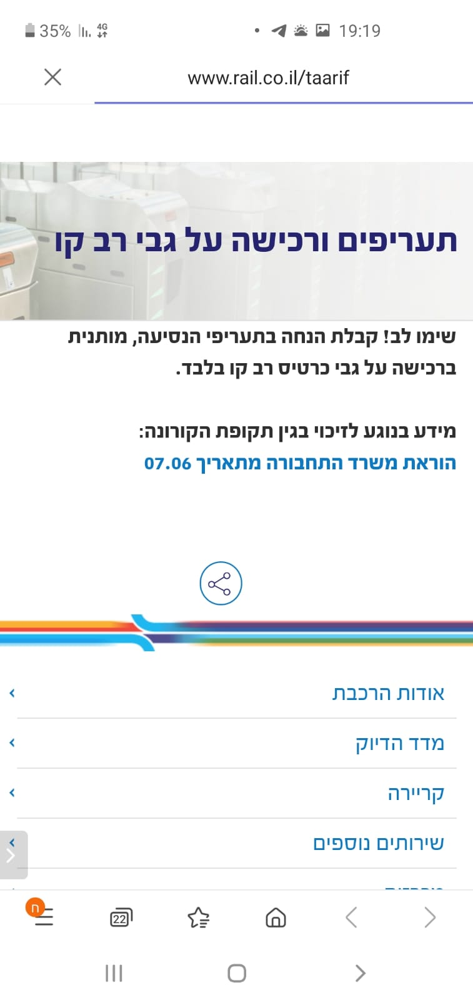 35% 4G 19:19
www.rail.co.il/taarif
תעריפים ורכישה על גבי רב קו
שימו לב! קבלת הנחה בתעריפי הנסיעה, מותנית
ברכישה על גבי כרטיס רב קו בלבד.
מידע בנוגע לזיכוי בגין תקופת הקורונה:
הוראת משרד התחבורה מתאריך 07.06
אודות הרכבת
מדד הדיוק
קריירה
שירותים נוספים
ח
22